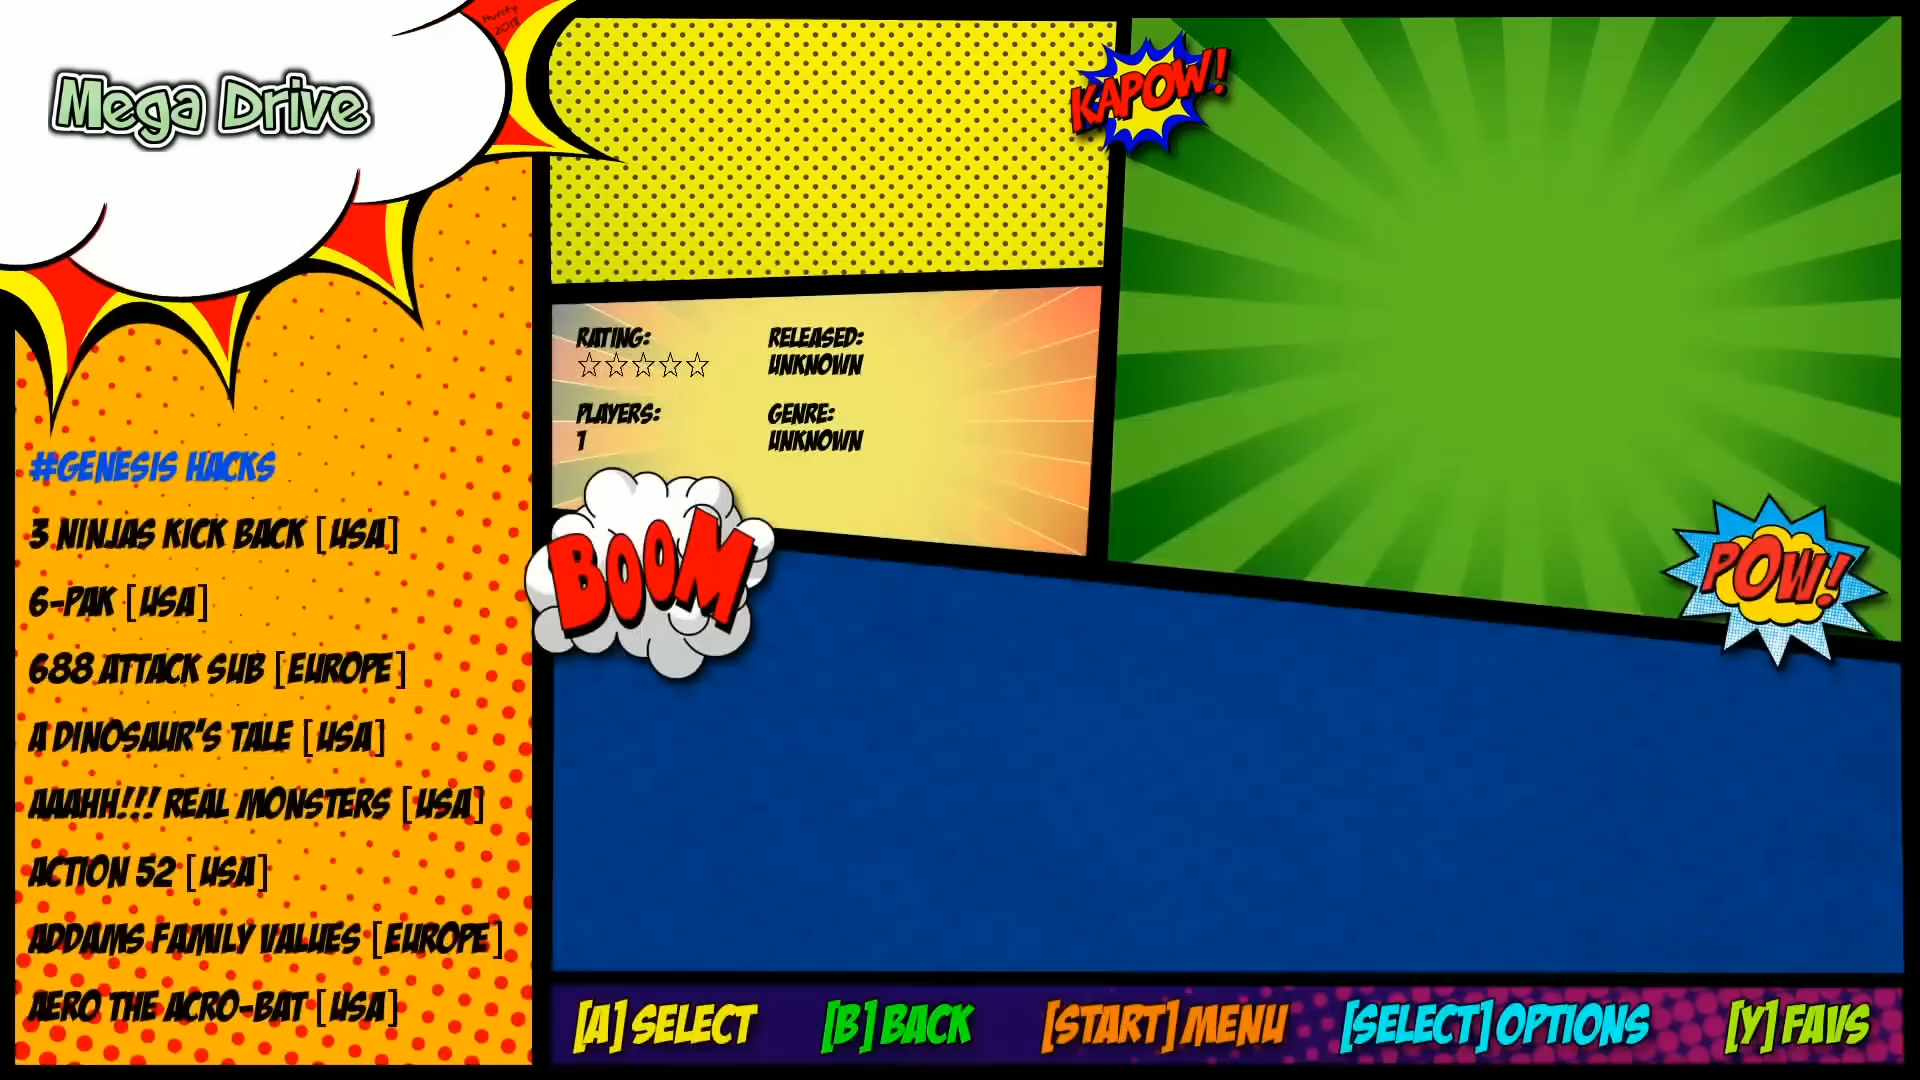 Hursty
2018
Mega Drive
KAPOW!
RATING:
☆☆☆☆☆
RELEASED:
UNKNOWN
PLAYERS:
1
GENRE:
UNKNOWN
#GENESIS HACKS
3 NINJAS KICK BACK [USA]
6-PAK [USA]
688 ATTACK SUB [EUROPE]
A DINOSAUR'S TALE [USA]
AAAHH!!! REAL MONSTERS [USA]
ACTION 52 [USA]
ADDAMS FAMILY VALUES [EUROPE]
AERO THE ACRO-BAT [USA]
BOOM
POW!
[A] SELECT
[B] BACK
[START] MENU
[SELECT] OPTIONS
[Y] FAVS